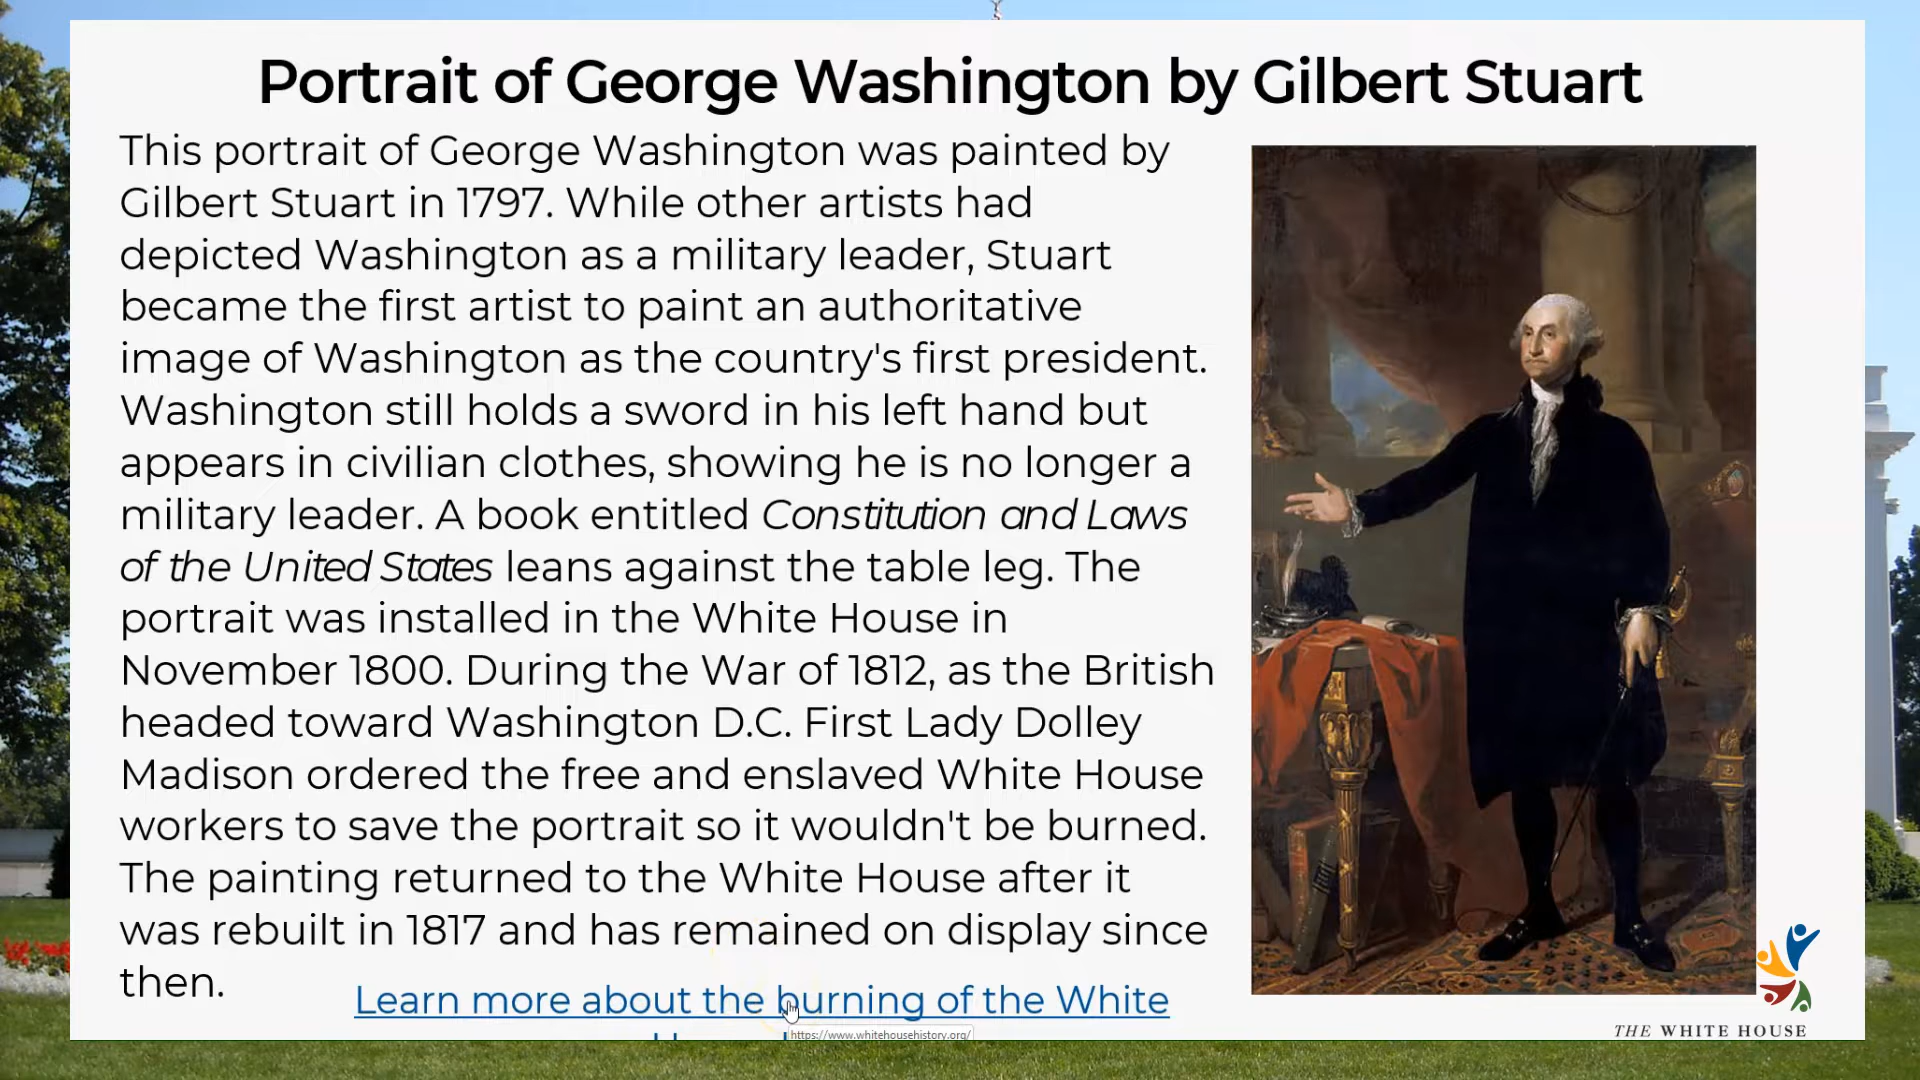 Portrait of George Washington by Gilbert Stuart
This portrait of George Washington was painted by
Gilbert Stuart in 1797. While other artists had
depicted Washington as a military leader, Stuart
became the first artist to paint an authoritative
image of Washington as the country's first president.
Washington still holds a sword in his left hand but
appears in civilian clothes, showing he is no longer a
military leader. A book entitled Constitution and Laws
of the United States leans against the table leg. The
portrait was installed in the White House in
November 1800. During the War of 1812, as the British
headed toward Washington D.C. First Lady Dolley
Madison ordered the free and enslaved White House
workers to save the portrait so it wouldn't be burned.
The painting returned to the White House after it
was rebuilt in 1817 and has remained on display since
then.
Learn more about the burning of the White
https://www.whitehousehistory.org/
THE WHITE HOUSE